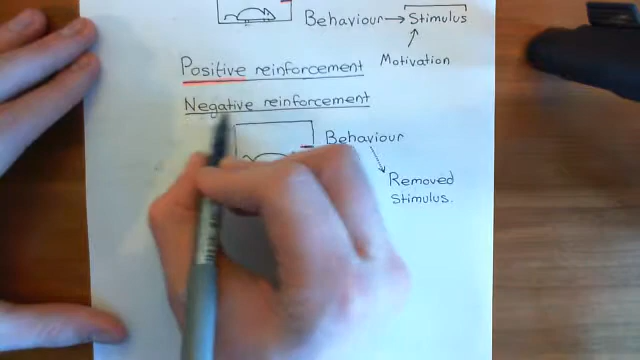 Behaviour → Stimulus
Motivation
Positive reinforcement
Negative reinforcement
Behaviour
Removed
Stimulus.